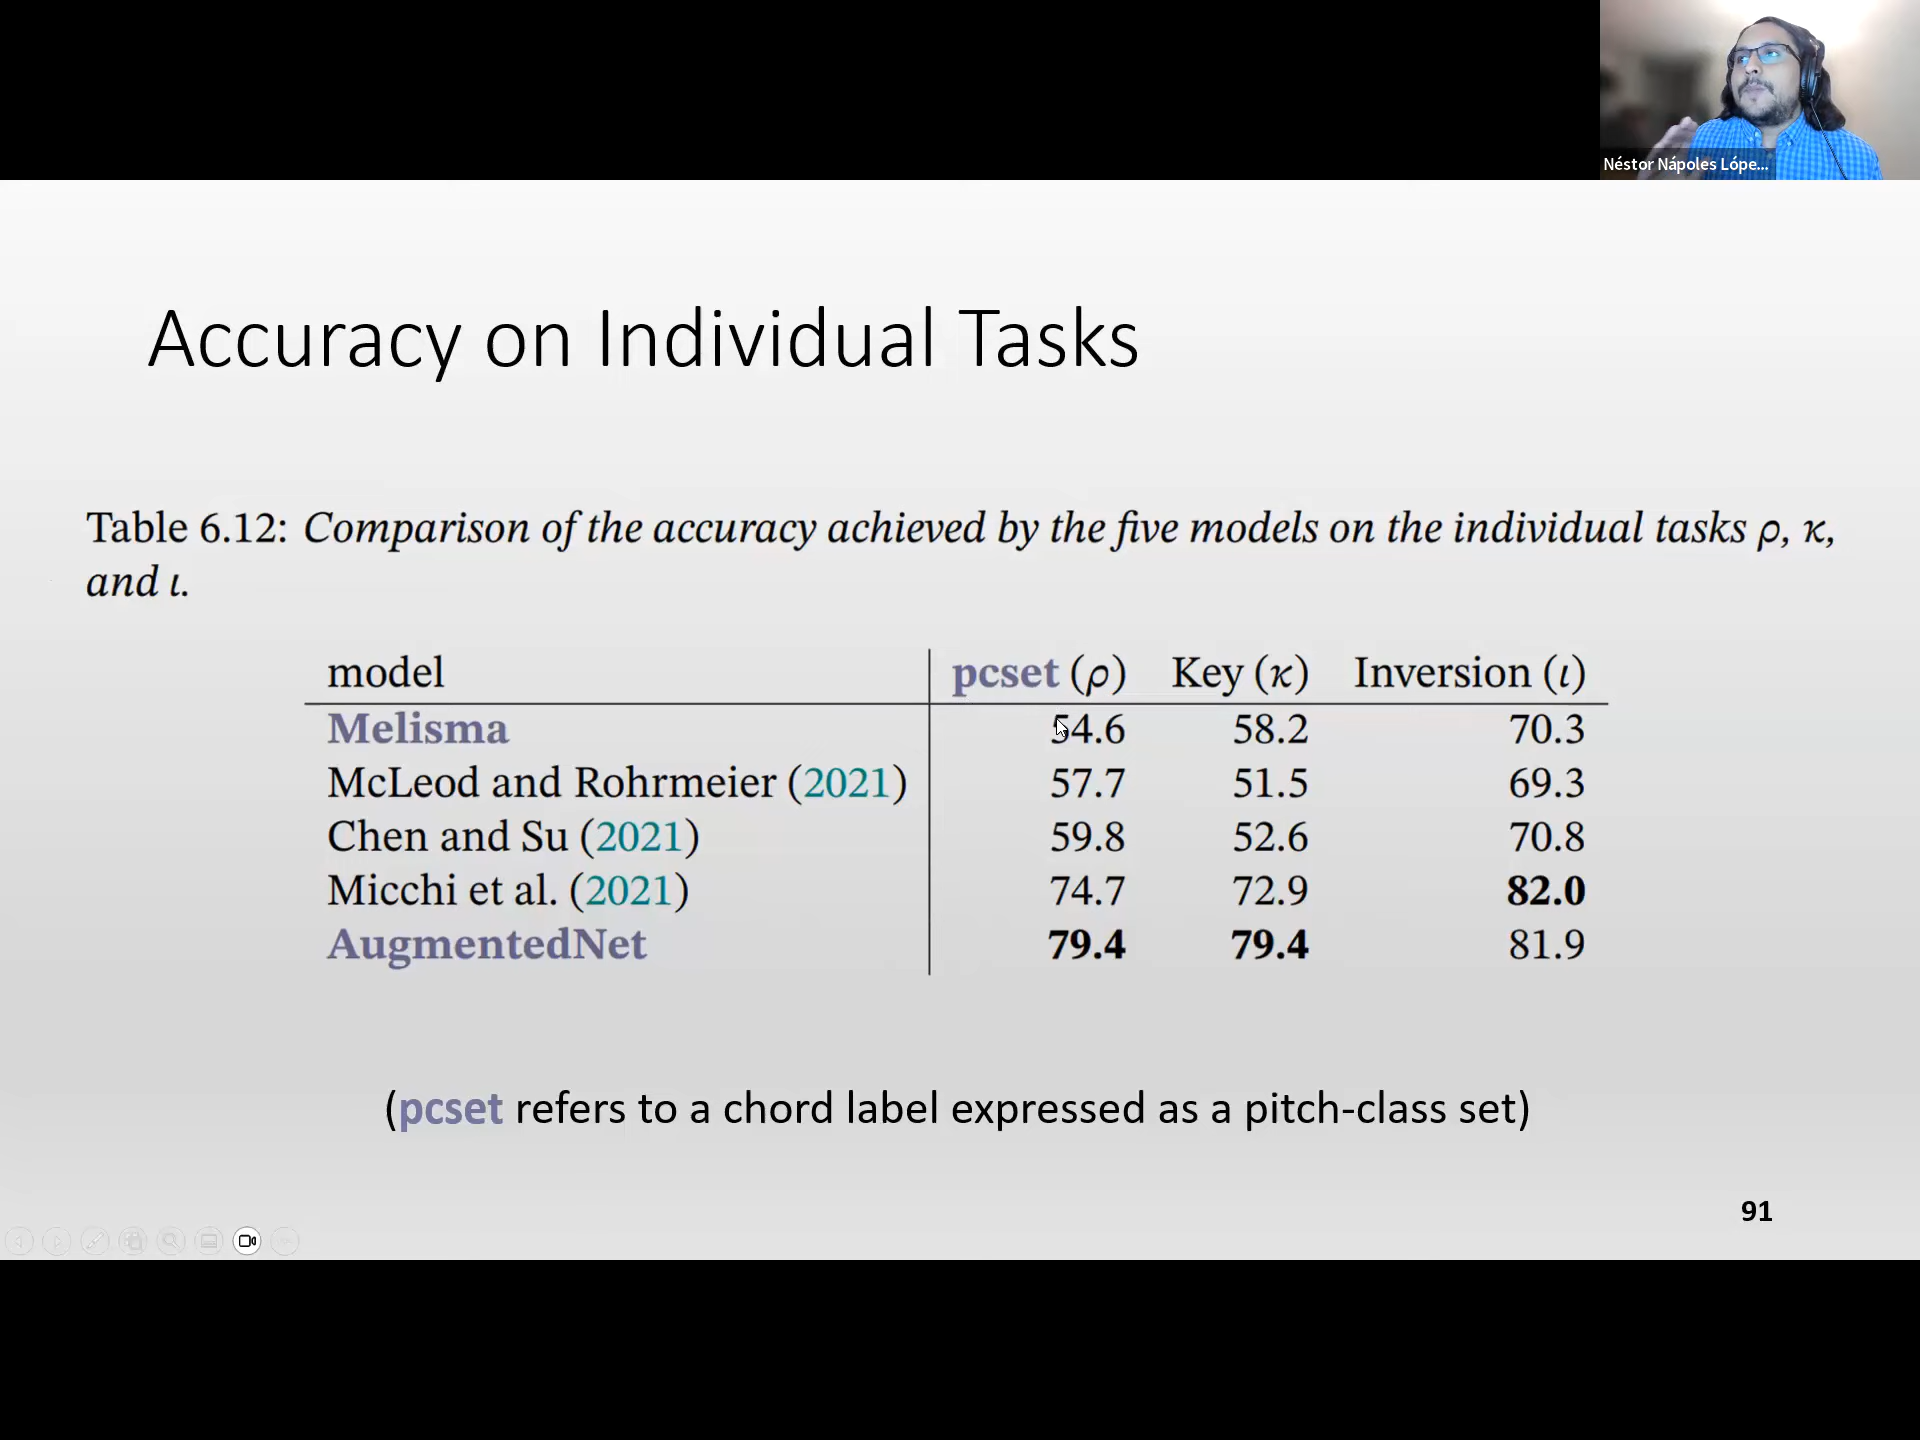 Néstor Nápoles Lópe...
Accuracy on Individual Tasks
Table 6.12: Comparison of the accuracy achieved by the five models on the individual tasks ρ, κ,
and ι.
model pcset (ρ) Key (κ) Inversion (ι)
Melisma 54.6 58.2 70.3
McLeod and Rohrmeier (2021) 57.7 51.5 69.3
Chen and Su (2021) 59.8 52.6 70.8
Micchi et al. (2021) 74.7 72.9 82.0
AugmentedNet 79.4 79.4 81.9
(pcset refers to a chord label expressed as a pitch-class set)
91